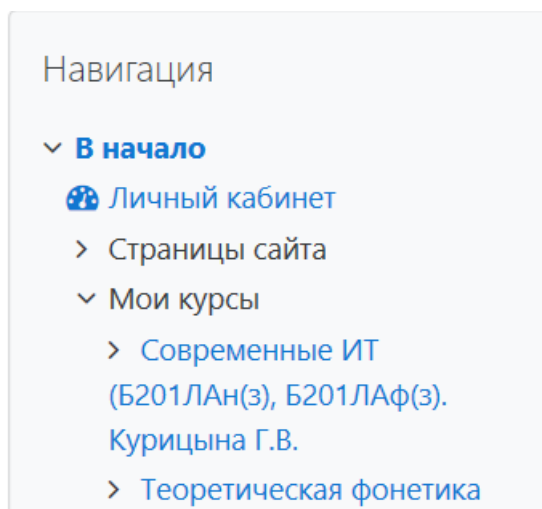 Навигация
В начало
Личный кабинет
Страницы сайта
Мои курсы
Современные ИТ
(Б201ЛАн(з), Б201ЛАф(з).
Курицына Г.В.
Теоретическая фонетика